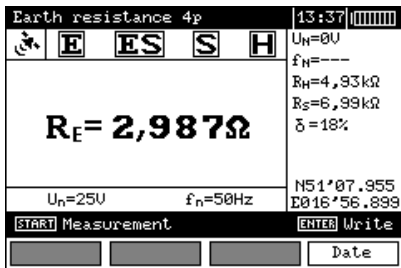 Earth resistance 4p 13:37
E ES S H
UN=0V
fN=---
RH=4,93kΩ
RS=6,99kΩ
δ=18%
RE= 2,987Ω
N51'07.955
E016'56.899
Un=25V fn=50Hz
START Measurement ENTER Write
Date